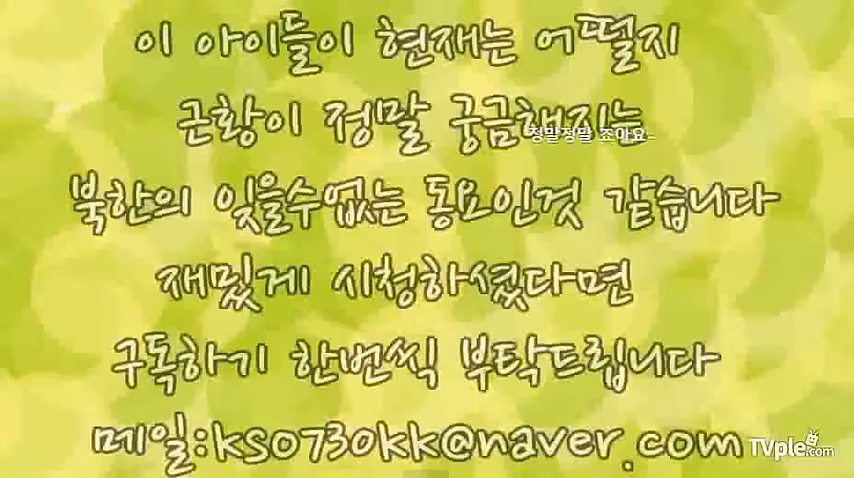 이 아이들이 현재는 어떨지
근황이 정말 궁금해지는
정말정말 조아요~
북한의 잊을수없는 동요인것 같습니다
재밌게 시청하셨다면
구독하기 한번씩 부탁드립니다
메일:kso730kk@naver.com
TVple.com